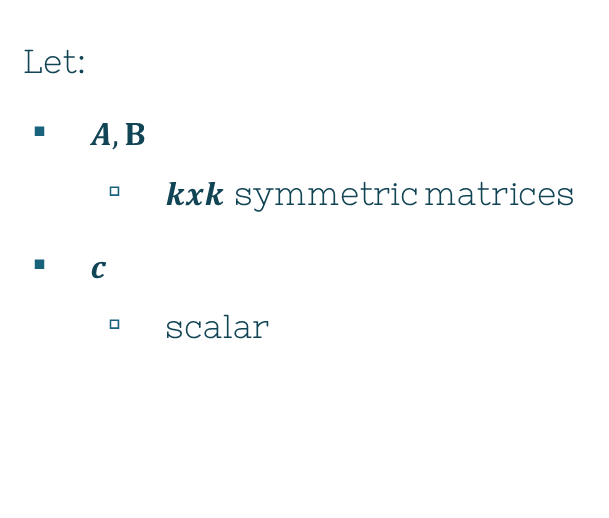 Let:
A, B
kxk symmetric matrices
c
scalar